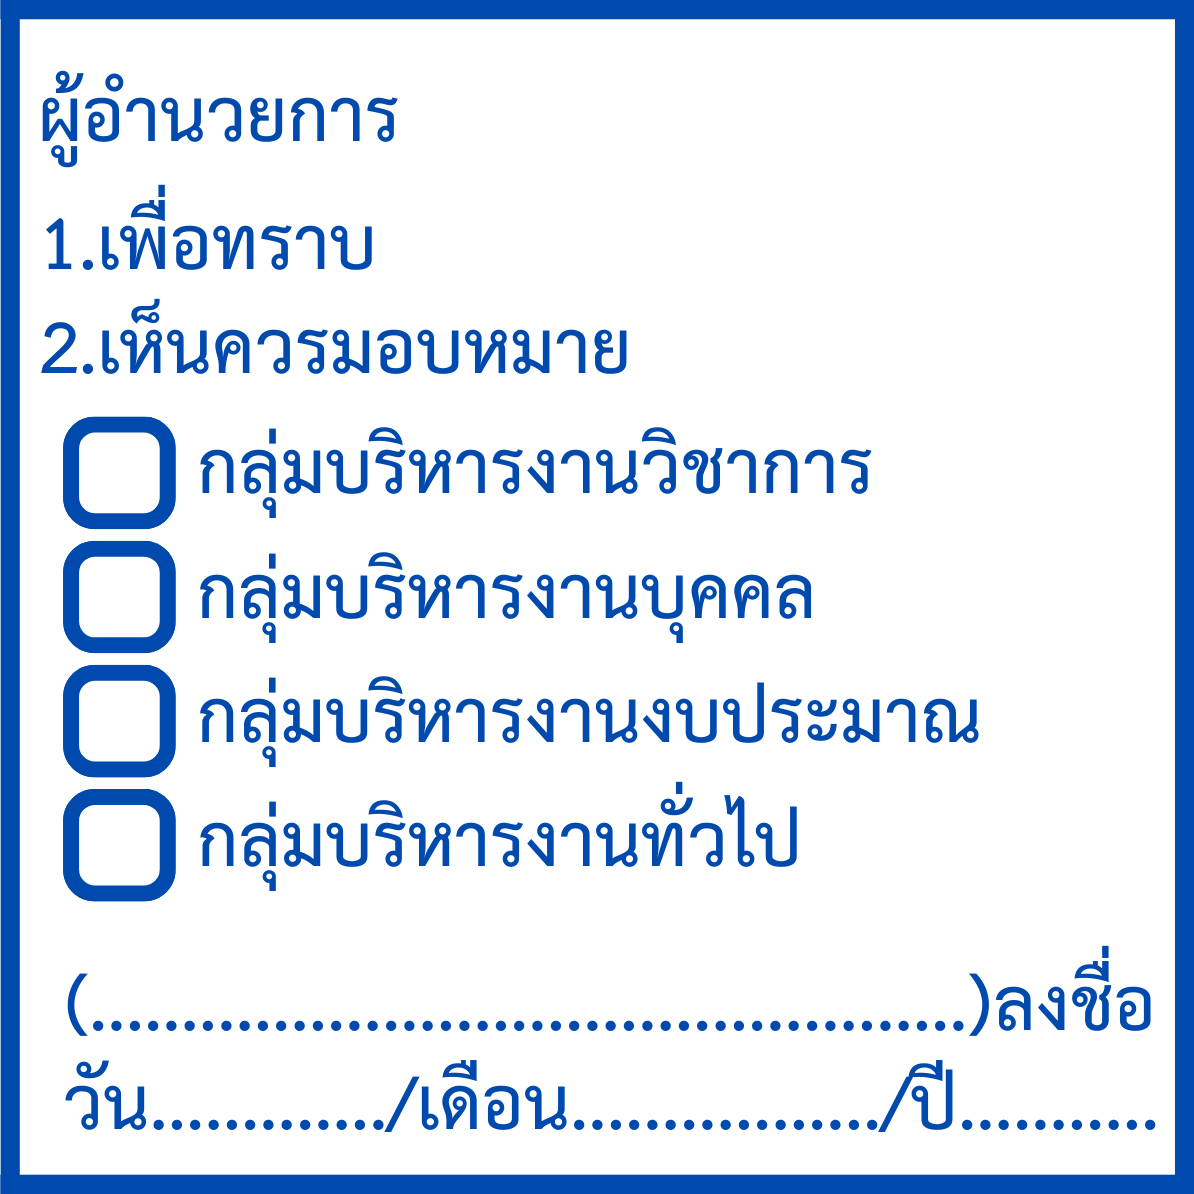 ผู้อำนวยการ
1.เพื่อทราบ
2.เห็นควรมอบหมาย
กลุ่มบริหารงานวิชาการ
กลุ่มบริหารงานบุคคล
กลุ่มบริหารงานงบประมาณ
กลุ่มบริหารงานทั่วไป
(................................................)ลงชื่อ
วัน............./เดือน................./ปี...........